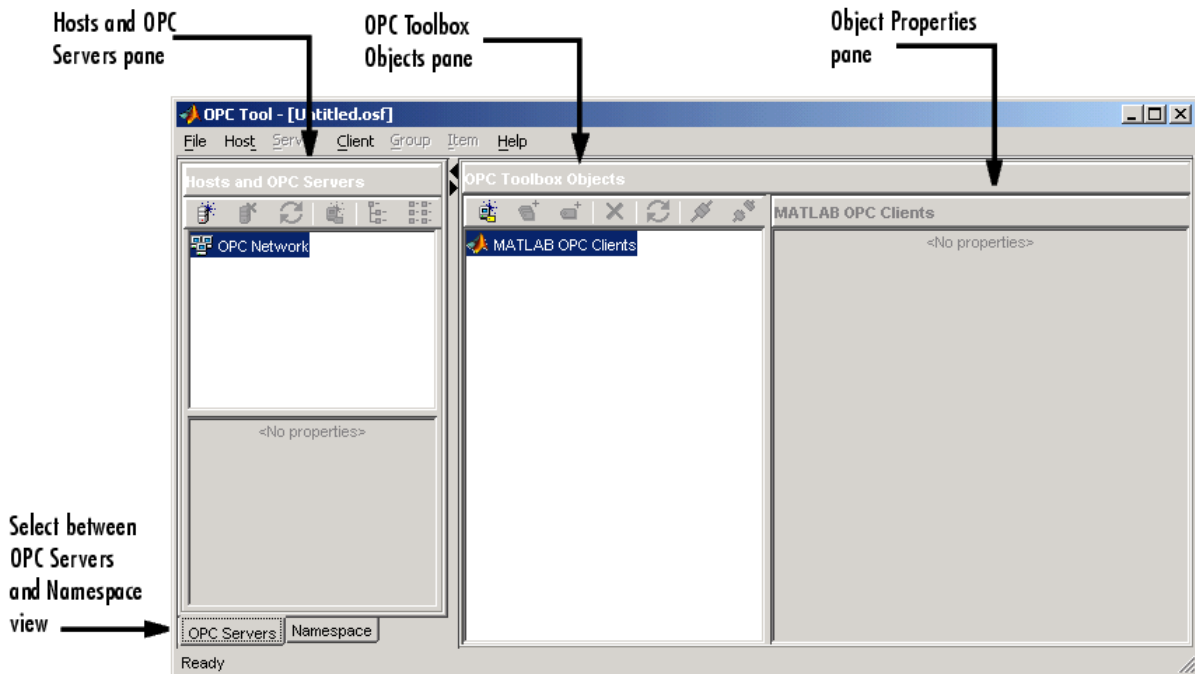 Hosts and OPC
Servers pane
OPC Toolbox
Objects pane
Object Properties
pane
OPC Tool - [Untitled.osf]
File Host Server Client Group Item Help
Hosts and OPC Servers
OPC Toolbox Objects
MATLAB OPC Clients
OPC Network
MATLAB OPC Clients
<No properties>
<No properties>
Select between
OPC Servers
and Namespace
view
OPC Servers Namespace
Ready